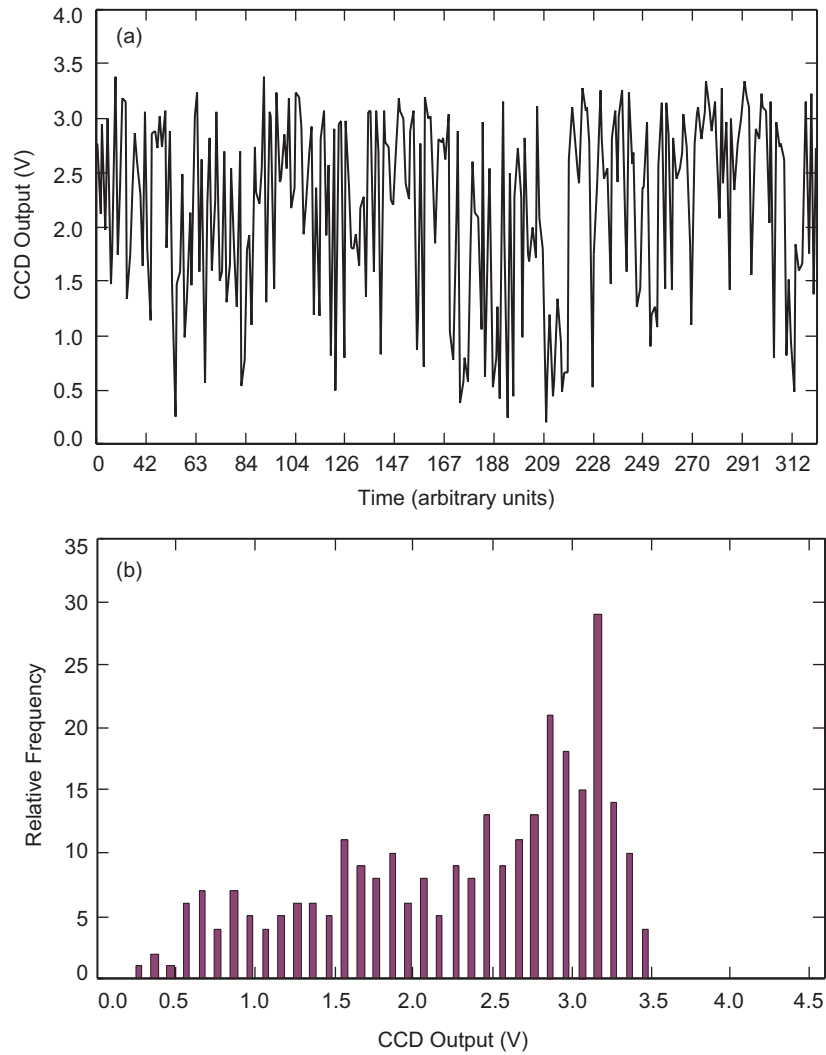 (a)
4.0
3.5
3.0
2.5
2.0
1.5
1.0
0.5
0.0
CCD Output (V)
0 42 63 84 104 126 147 167 188 209 228 249 270 291 312
Time (arbitrary units)
(b)
35
30
25
20
15
10
5
0
Relative Frequency
0.0 0.5 1.0 1.5 2.0 2.5 3.0 3.5 4.0 4.5
CCD Output (V)